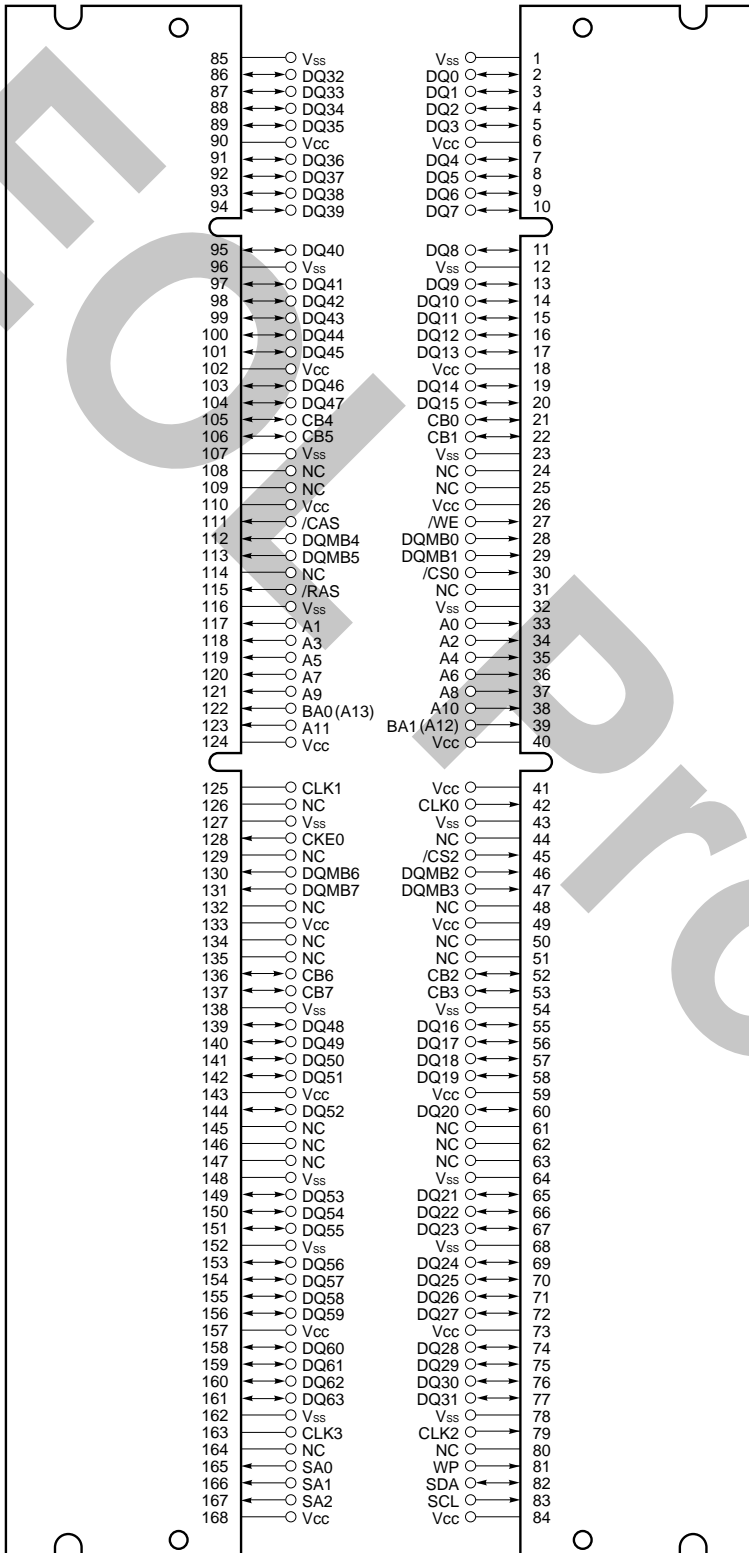 85 Vss Vss 1
86 DQ32 DQ0 2
87 DQ33 DQ1 3
88 DQ34 DQ2 4
89 DQ35 DQ3 5
90 Vcc Vcc 6
91 DQ36 DQ4 7
92 DQ37 DQ5 8
93 DQ38 DQ6 9
94 DQ39 DQ7 10
95 DQ40 DQ8 11
96 Vss Vss 12
97 DQ41 DQ9 13
98 DQ42 DQ10 14
99 DQ43 DQ11 15
100 DQ44 DQ12 16
101 DQ45 DQ13 17
102 Vcc Vcc 18
103 DQ46 DQ14 19
104 DQ47 DQ15 20
105 CB4 CB0 21
106 CB5 CB1 22
107 Vss Vss 23
108 NC NC 24
109 NC NC 25
110 Vcc Vcc 26
111 /CAS /WE 27
112 DQMB4 DQMB0 28
113 DQMB5 DQMB1 29
114 NC /CS0 30
115 /RAS NC 31
116 Vss Vss 32
117 A1 A0 33
118 A3 A2 34
119 A5 A4 35
120 A7 A6 36
121 A9 A8 37
122 BA0 (A13) A10 38
123 A11 BA1 (A12) 39
124 Vcc Vcc 40
125 CLK1 Vcc 41
126 NC CLK0 42
127 Vss Vss 43
128 CKE0 NC 44
129 NC /CS2 45
130 DQMB6 DQMB2 46
131 DQMB7 DQMB3 47
132 NC NC 48
133 Vcc Vcc 49
134 NC NC 50
135 NC NC 51
136 CB6 CB2 52
137 CB7 CB3 53
138 Vss Vss 54
139 DQ48 DQ16 55
140 DQ49 DQ17 56
141 DQ50 DQ18 57
142 DQ51 DQ19 58
143 Vcc Vcc 59
144 DQ52 DQ20 60
145 NC NC 61
146 NC NC 62
147 NC NC 63
148 Vss Vss 64
149 DQ53 DQ21 65
150 DQ54 DQ22 66
151 DQ55 DQ23 67
152 Vss Vss 68
153 DQ56 DQ24 69
154 DQ57 DQ25 70
155 DQ58 DQ26 71
156 DQ59 DQ27 72
157 Vcc Vcc 73
158 DQ60 DQ28 74
159 DQ61 DQ29 75
160 DQ62 DQ30 76
161 DQ63 DQ31 77
162 Vss Vss 78
163 CLK3 CLK2 79
164 NC NC 80
165 SA0 WP 81
166 SA1 SDA 82
167 SA2 SCL 83
168 Vcc Vcc 84
EOL Pro